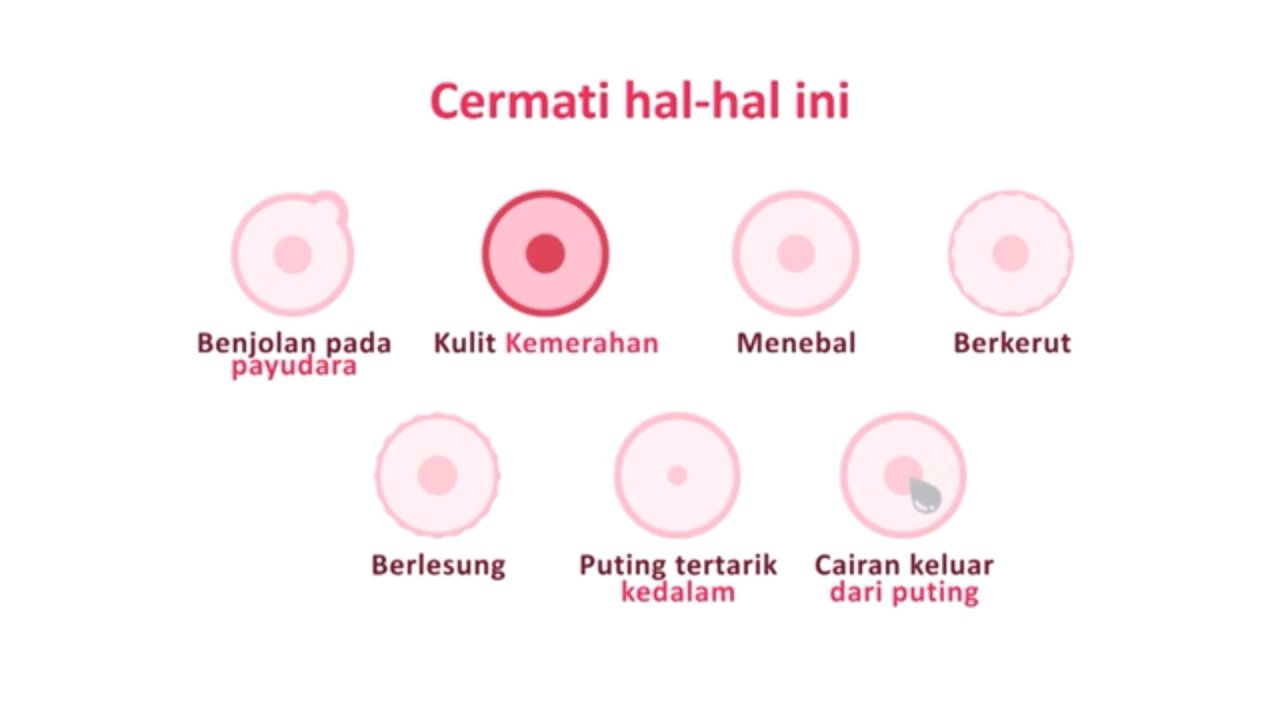 Cermati hal-hal ini
Benjolan pada
payudara
Kulit Kemerahan
Menebal
Berkerut
Berlesung
Puting tertarik
kedalam
Cairan keluar
dari puting